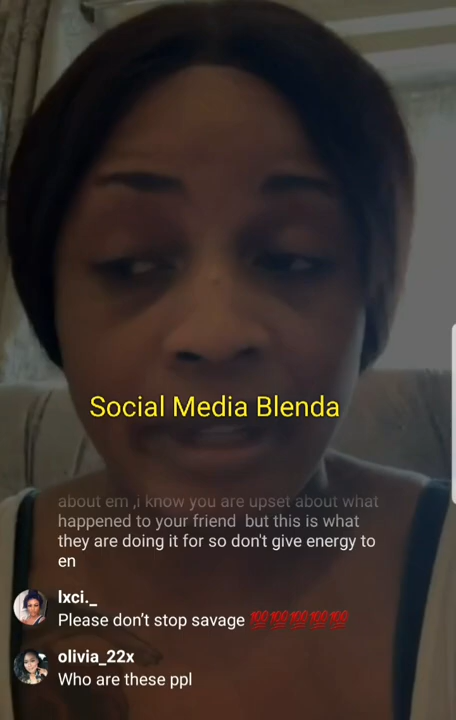 Social Media Blenda
about em ,i know you are upset about what
happened to your friend  but this is what
they are doing it for so don't give energy to
en
lxci._
Please don't stop savage 💯💯💯💯💯
olivia_22x
Who are these ppl